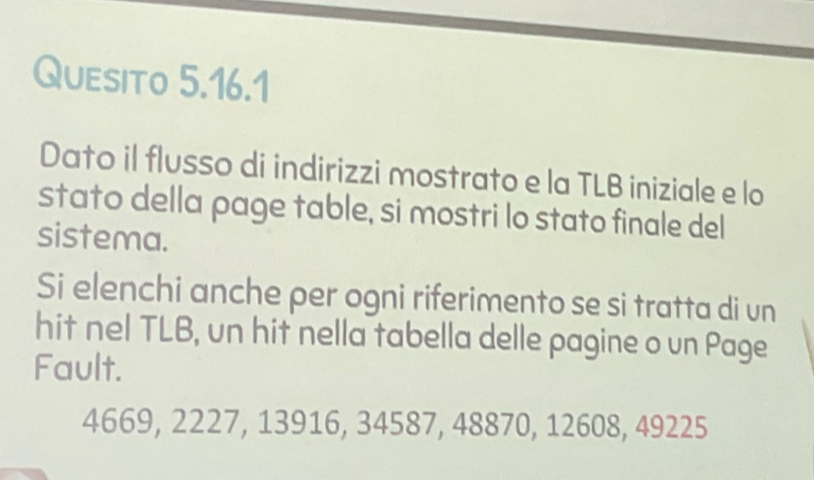 QUESITO 5.16.1
Dato il flusso di indirizzi mostrato e la TLB iniziale e lo
stato della page table, si mostri lo stato finale del
sistema.
Si elenchi anche per ogni riferimento se si tratta di un
hit nel TLB, un hit nella tabella delle pagine o un Page
Fault.
4669, 2227, 13916, 34587, 48870, 12608, 49225